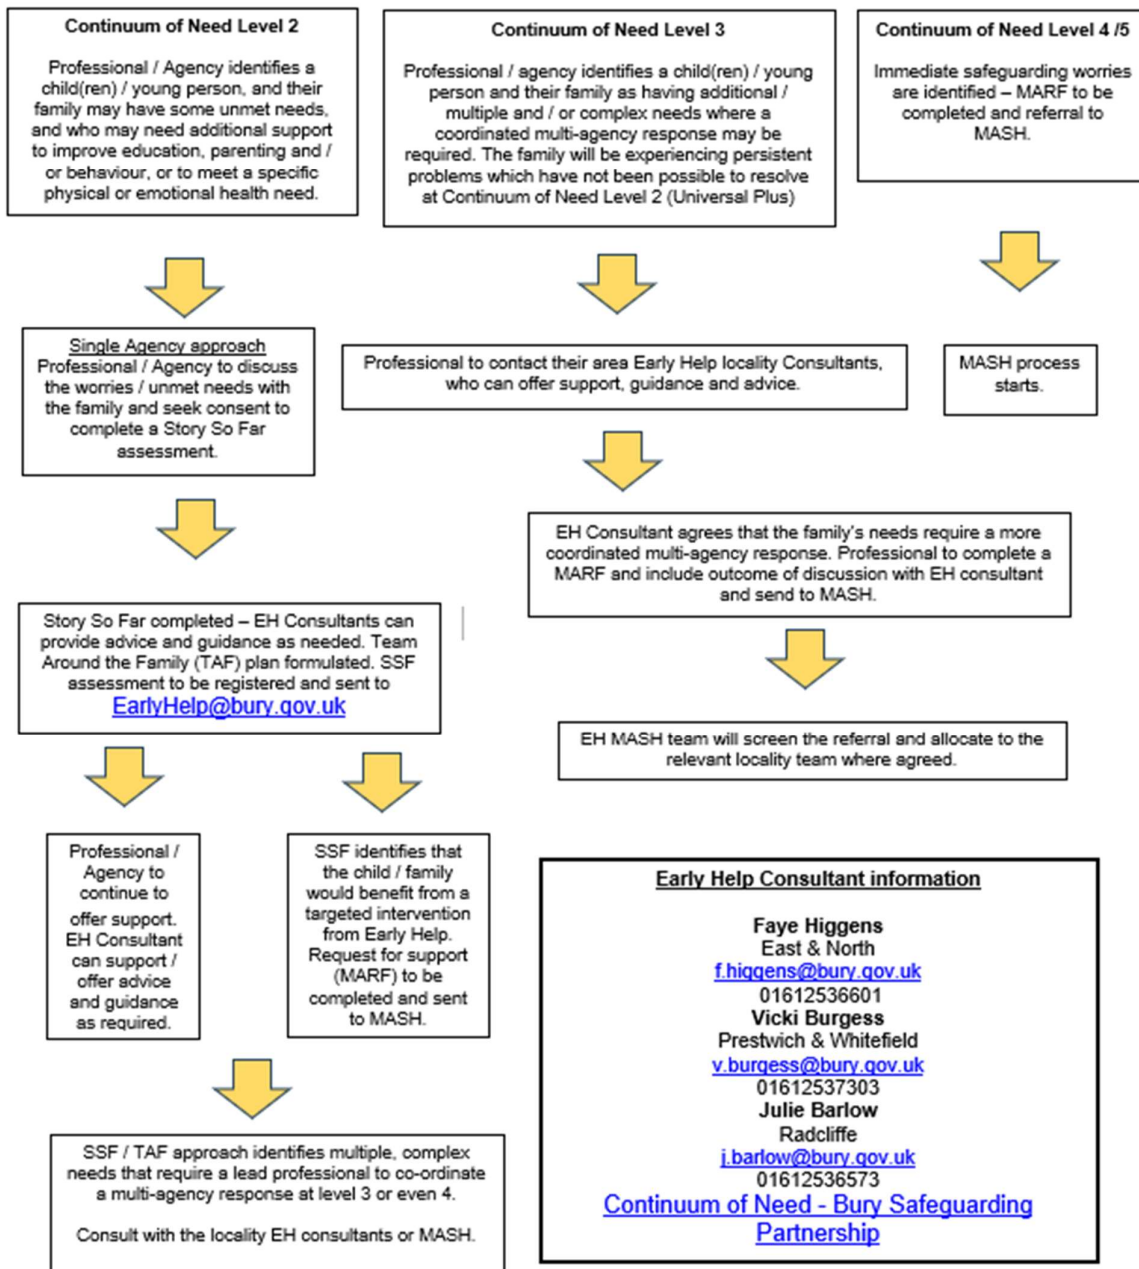 Continuum of Need Level 2
Professional / Agency identifies a
child(ren) / young person, and their
family may have some unmet needs,
and who may need additional support
to improve education, parenting and /
or behaviour, or to meet a specific
physical or emotional health need.
Continuum of Need Level 3
Professional / agency identifies a child(ren) / young
person and their family as having additional /
multiple and / or complex needs where a
coordinated multi-agency response may be
required. The family will be experiencing persistent
problems which have not been possible to resolve
at Continuum of Need Level 2 (Universal Plus)
Continuum of Need Level 4 /5
Immediate safeguarding worries
are identified – MARF to be
completed and referral to
MASH.
Single Agency approach
Professional / Agency to discuss
the worries / unmet needs with
the family and seek consent to
complete a Story So Far
assessment.
Professional to contact their area Early Help locality Consultants,
who can offer support, guidance and advice.
MASH process
starts.
EH Consultant agrees that the family's needs require a more
coordinated multi-agency response. Professional to complete a
MARF and include outcome of discussion with EH consultant
and send to MASH.
Story So Far completed – EH Consultants can
provide advice and guidance as needed. Team
Around the Family (TAF) plan formulated. SSF
assessment to be registered and sent to
EarlyHelp@bury.gov.uk
EH MASH team will screen the referral and allocate to the
relevant locality team where agreed.
Professional /
Agency to
continue to
offer support.
EH Consultant
can support /
offer advice
and guidance
as required.
SSF identifies that
the child / family
would benefit from a
targeted intervention
from Early Help.
Request for support
(MARF) to be
completed and sent
to MASH.
SSF / TAF approach identifies multiple, complex
needs that require a lead professional to co-ordinate
a multi-agency response at level 3 or even 4.
Consult with the locality EH consultants or MASH.
Early Help Consultant information
Faye Higgens
East & North
f.higgens@bury.gov.uk
01612536601
Vicki Burgess
Prestwich & Whitefield
v.burgess@bury.gov.uk
01612537303
Julie Barlow
Radcliffe
j.barlow@bury.gov.uk
01612536573
Continuum of Need - Bury Safeguarding
Partnership